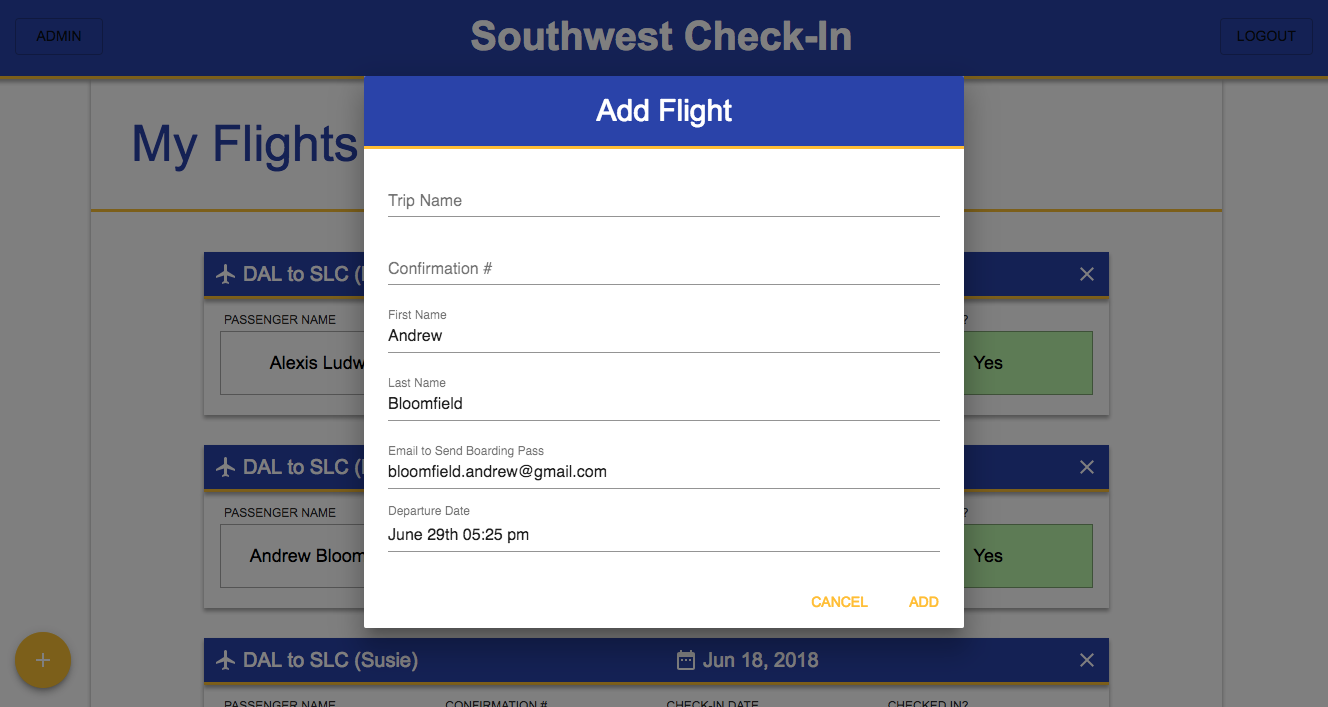 ADMIN
Southwest Check-In
LOGOUT
My Flights
Add Flight
Trip Name
Confirmation #
First Name
Andrew
Last Name
Bloomfield
Email to Send Boarding Pass
bloomfield.andrew@gmail.com
Departure Date
June 29th 05:25 pm
CANCEL ADD
DAL to SLC (
PASSENGER NAME ?
Alexis Ludw Yes
DAL to SLC (
PASSENGER NAME ?
Andrew Bloom Yes
+
DAL to SLC (Susie) Jun 18, 2018
PASSENGER NAME CONFIRMATION # CHECK-IN DATE CHECKED IN?